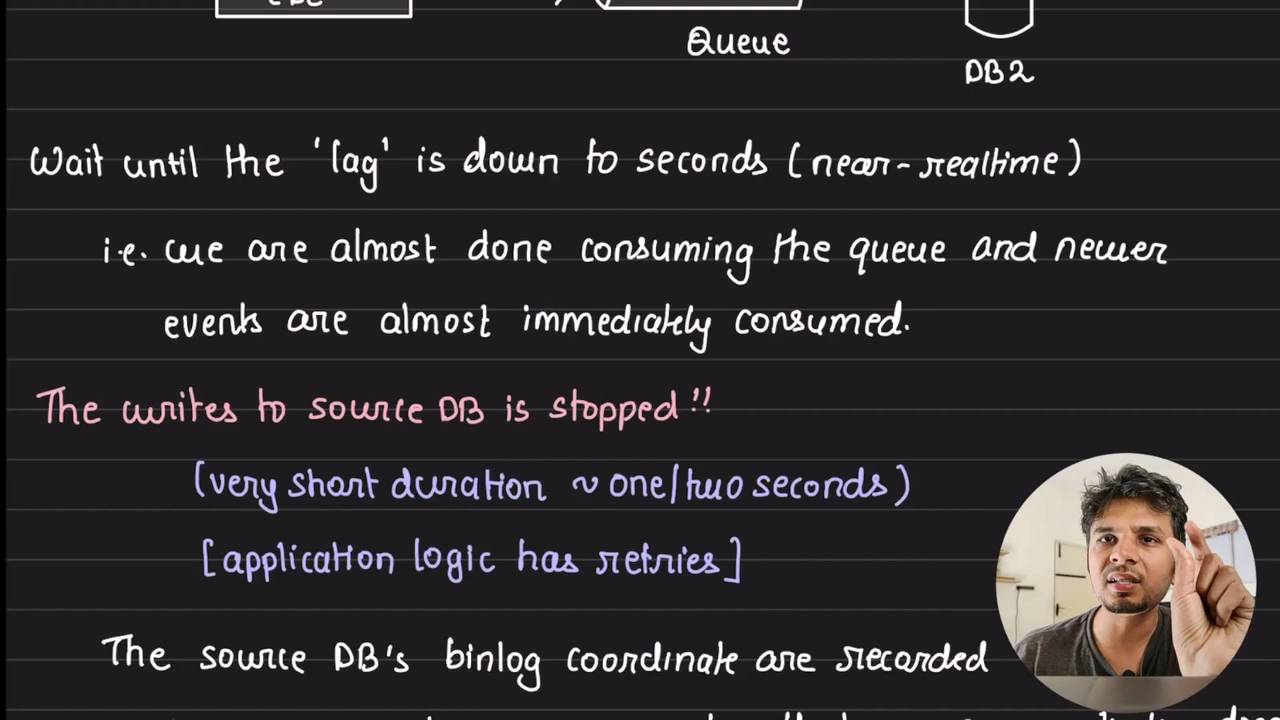 CDC
Queue
DB2
Wait until the 'lag' is down to seconds (near-realtime)
i.e. we are almost done consuming the queue and newer
events are almost immediately consumed.
The writes to source DB is stopped!!
(very short duration ~ one/two seconds)
[application logic has retries]
The source DB's binlog coordinate are recorded